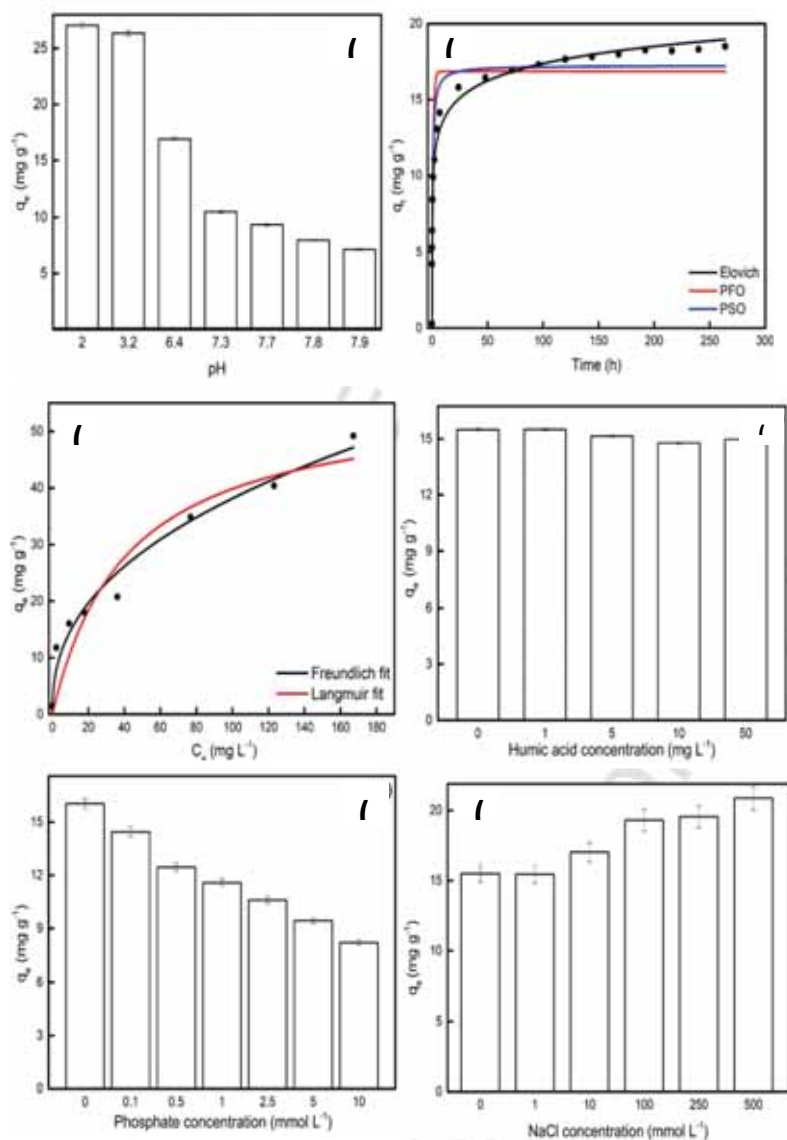 25
20
15
10
5
qe (mg g⁻¹)
2 3.2 6.4 7.3 7.7 7.8 7.9
pH
20
15
10
5
0
qt (mg g⁻¹)
Elovich
PFO
PSO
0 50 100 150 200 250 300
Time (h)
50
40
30
20
10
0
qe (mg g⁻¹)
Freundlich fit
Langmuir fit
0 20 40 60 80 100 120 140 160 180
Ce (mg L⁻¹)
15
12
9
6
3
0
qe (mg g⁻¹)
0 1 5 10 50
Humic acid concentration (mg L⁻¹)
15
12
9
6
3
0
qe (mg g⁻¹)
0 0.1 0.5 1 2.5 5 10
Phosphate concentration (mmol L⁻¹)
20
15
10
5
0
qe (mg g⁻¹)
0 1 10 100 250 500
NaCl concentration (mmol L⁻¹)